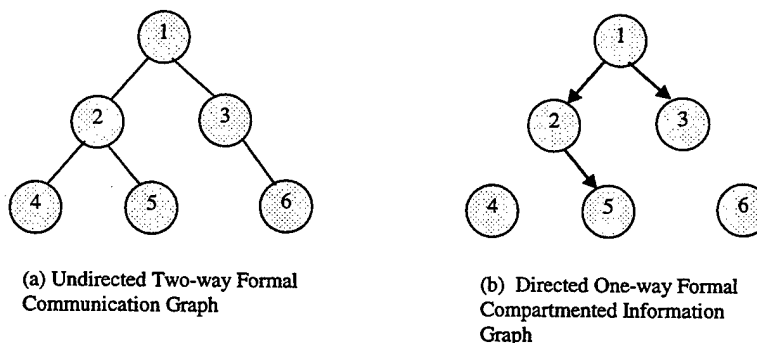 1
2
3
4
5
6
(a) Undirected Two-way Formal
Communication Graph
1
2
3
4
5
6
(b) Directed One-way Formal
Compartmented Information
Graph